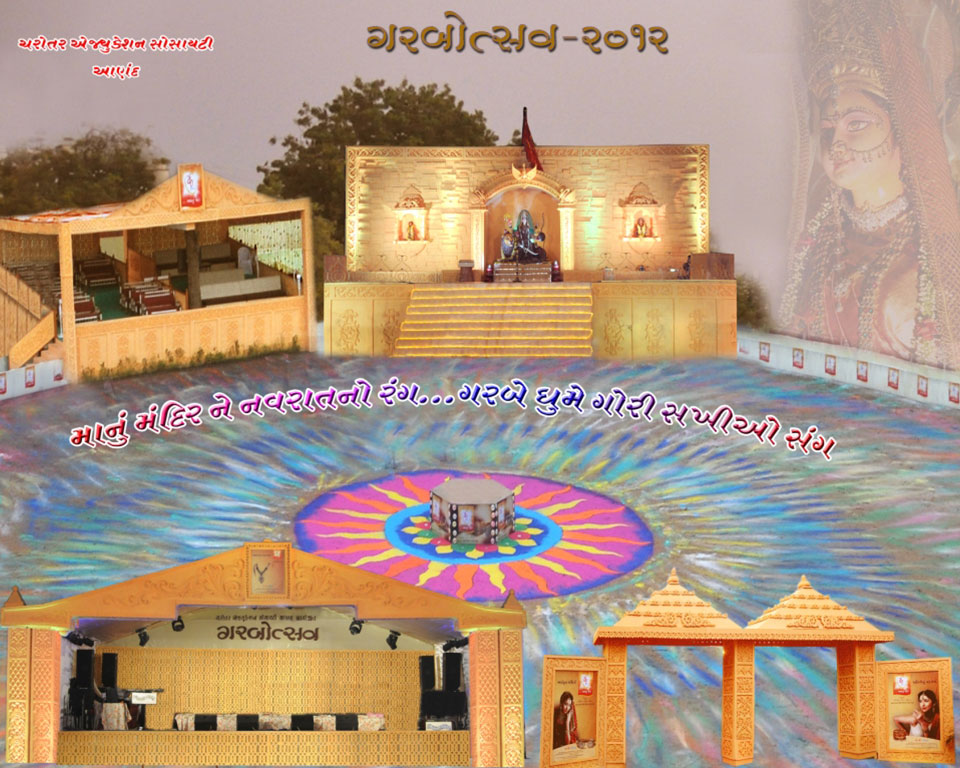 ગરબોત્સવ-૨૦૧૨
ચરોતર એજ્યુકેશન સોસાયટી
આણંદ
માનું મંદિર ને નવરાતનો રંગ...ગરબે ઘુમે ગોરી સખીઓ સંગ
ગરબોત્સવ